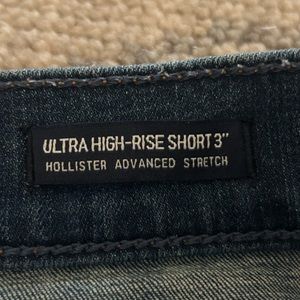 ULTRA HIGH-RISE SHORT 3"
HOLLISTER ADVANCED STRETCH